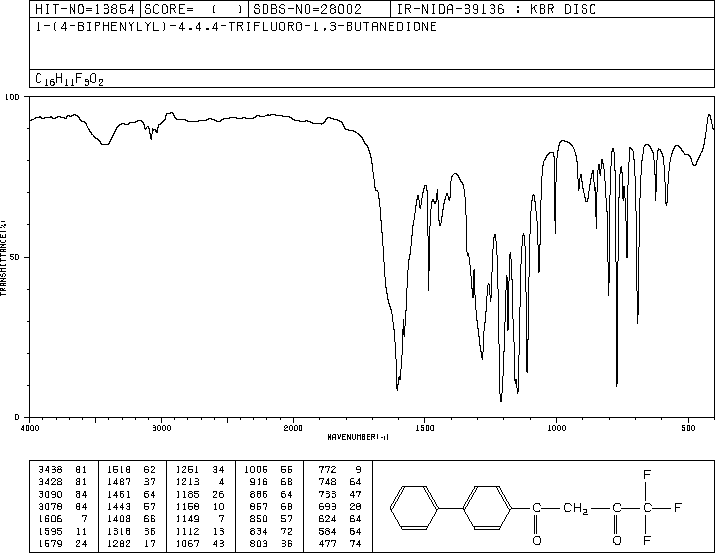 HIT-NO=13854 SCORE= ( ) SDBS-NO=28002 IR-NIDA-39136 : KBR DISC
1-(4-BIPHENYLYL)-4,4,4-TRIFLUORO-1,3-BUTANEDIONE
C16H11F3O2
100
50
0
TRANSMITTANCE(%)
4000 3000 2000 1500 1000 500
WAVENUMBER(-1)
3438 81 1518 62 1251 34 1006 55 772 9
3428 81 1487 37 1213 4 916 68 748 64
3090 84 1461 64 1185 26 886 64 733 47
3078 84 1443 57 1158 10 867 68 693 28
1606 7 1408 66 1149 7 850 57 624 64
1595 11 1318 36 1112 13 834 72 584 64
1579 24 1282 17 1067 43 803 36 477 74
F
C CH2 C C F
O O F